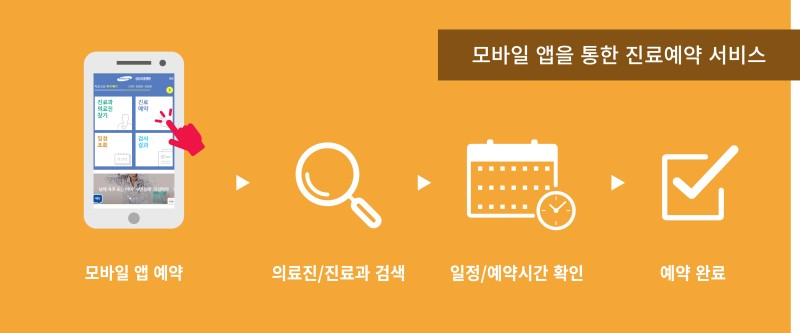 모바일 앱을 통한 진료예약 서비스
진료과
의료진
찾기
진료
예약
일정
조회
검사
결과
모바일 앱 예약
의료진/진료과 검색
일정/예약시간 확인
예약 완료